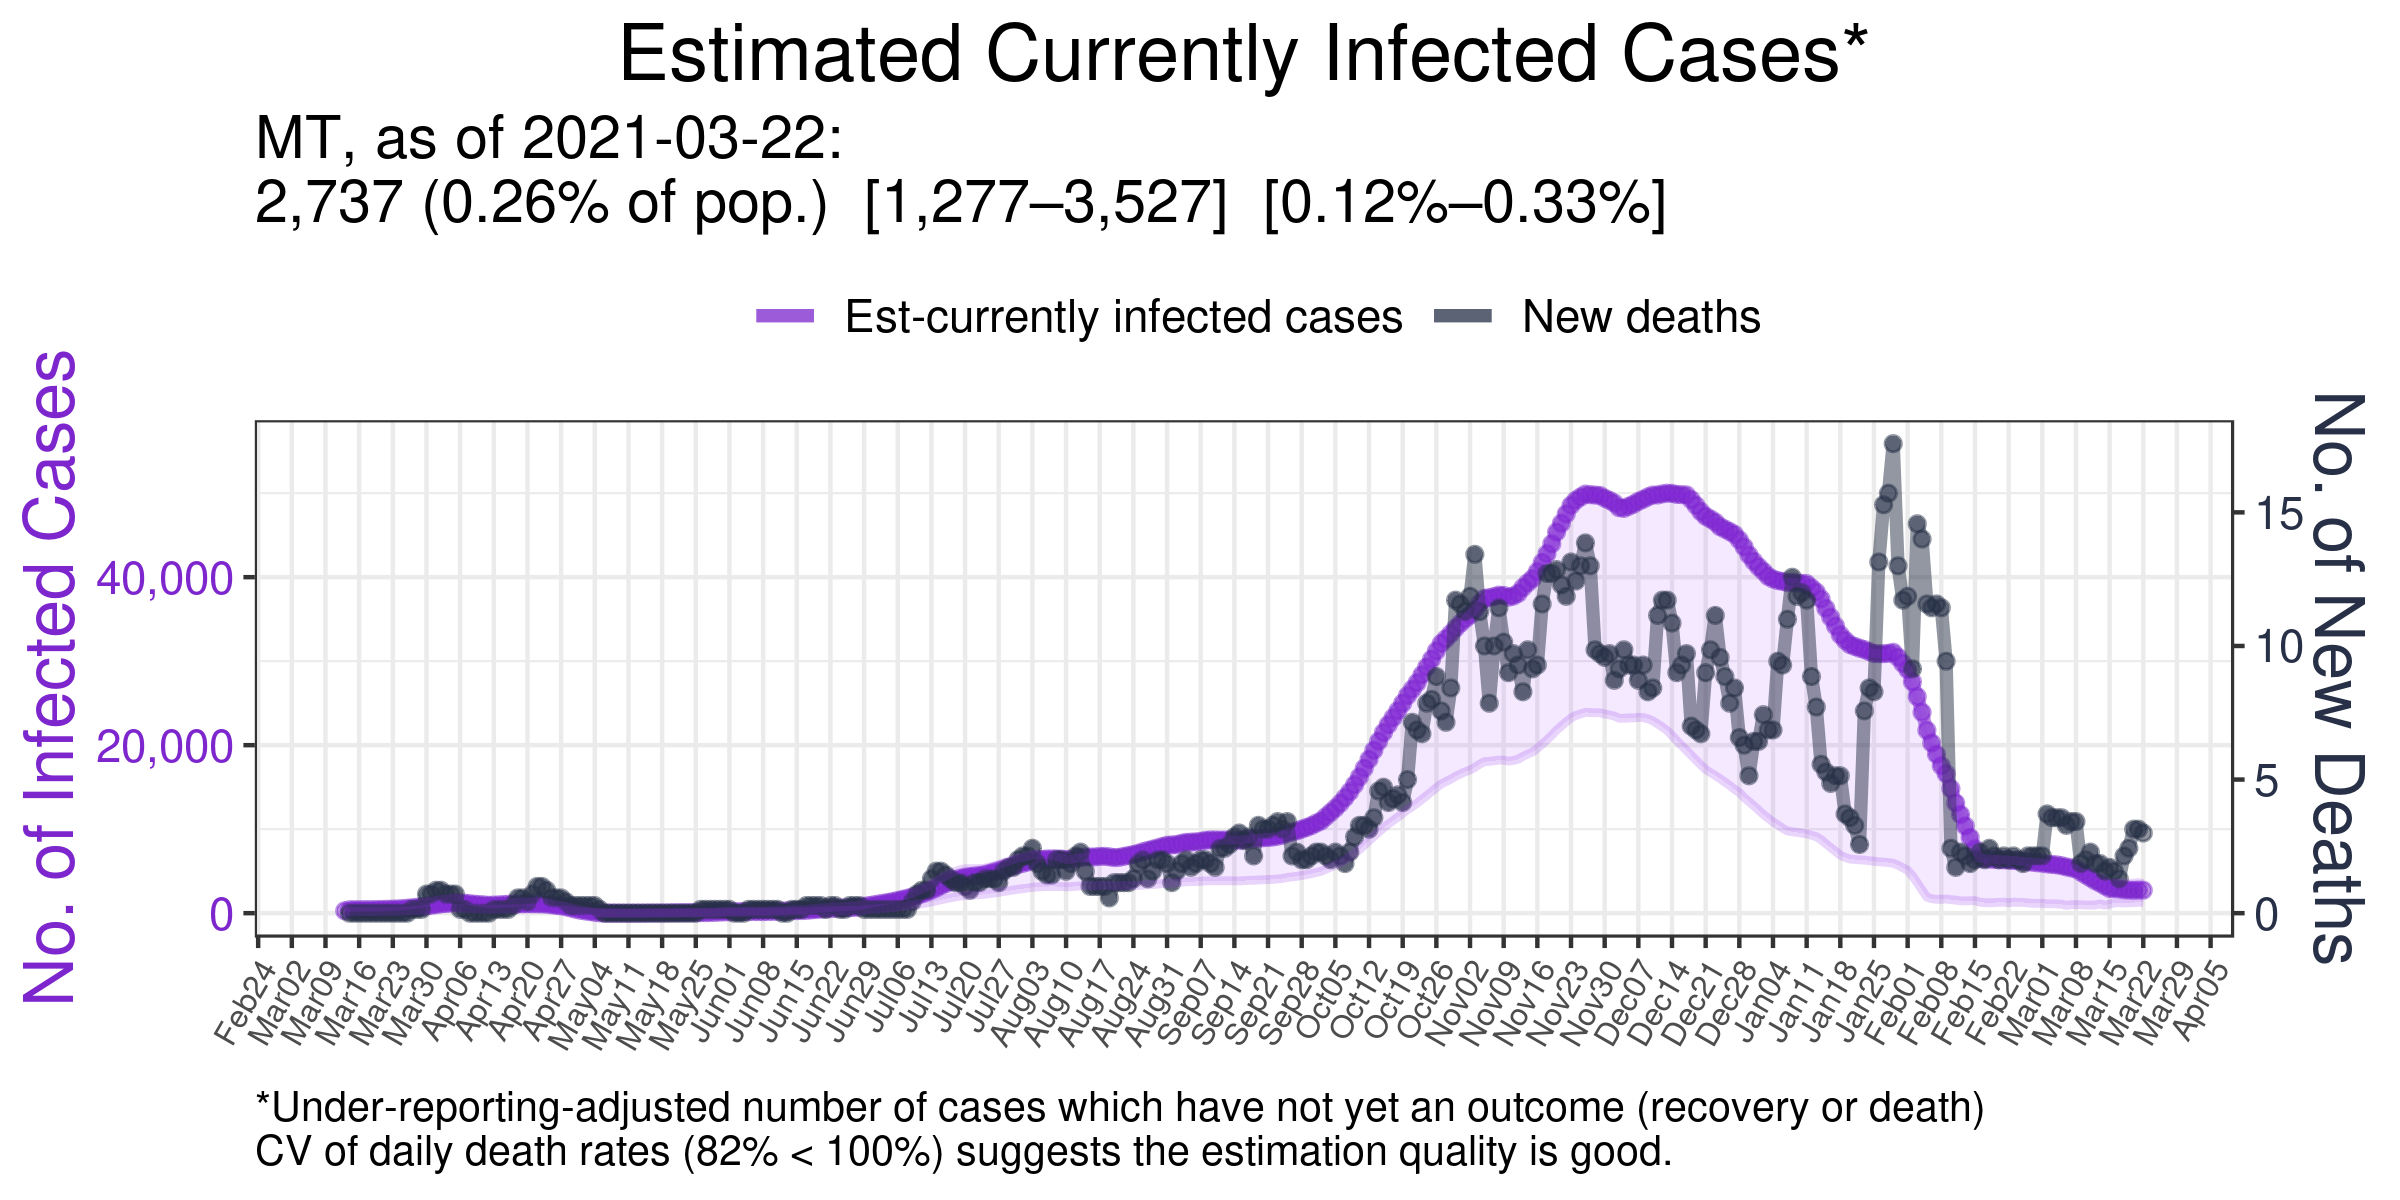 Estimated Currently Infected Cases*
MT, as of 2021-03-22:
2,737 (0.26% of pop.)  [1,277–3,527]  [0.12%–0.33%]
Est-currently infected cases
New deaths
No. of Infected Cases
40,000
20,000
0
15
10
5
0
No. of New Deaths
Feb24
Mar02
Mar09
Mar16
Mar23
Mar30
Apr06
Apr13
Apr20
Apr27
May04
May11
May18
May25
Jun01
Jun08
Jun15
Jun22
Jun29
Jul06
Jul13
Jul20
Jul27
Aug03
Aug10
Aug17
Aug24
Aug31
Sep07
Sep14
Sep21
Sep28
Oct05
Oct12
Oct19
Oct26
Nov02
Nov09
Nov16
Nov23
Nov30
Dec07
Dec14
Dec21
Dec28
Jan04
Jan11
Jan18
Jan25
Feb01
Feb08
Feb15
Feb22
Mar01
Mar08
Mar15
Mar22
Mar29
Apr05
*Under-reporting-adjusted number of cases which have not yet an outcome (recovery or death)
CV of daily death rates (82% < 100%) suggests the estimation quality is good.